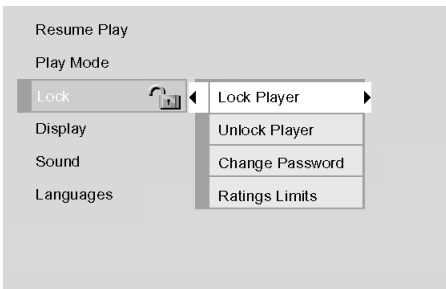 Resume Play
Play Mode
Lock
Lock Player
Display
Unlock Player
Sound
Change Password
Languages
Ratings Limits